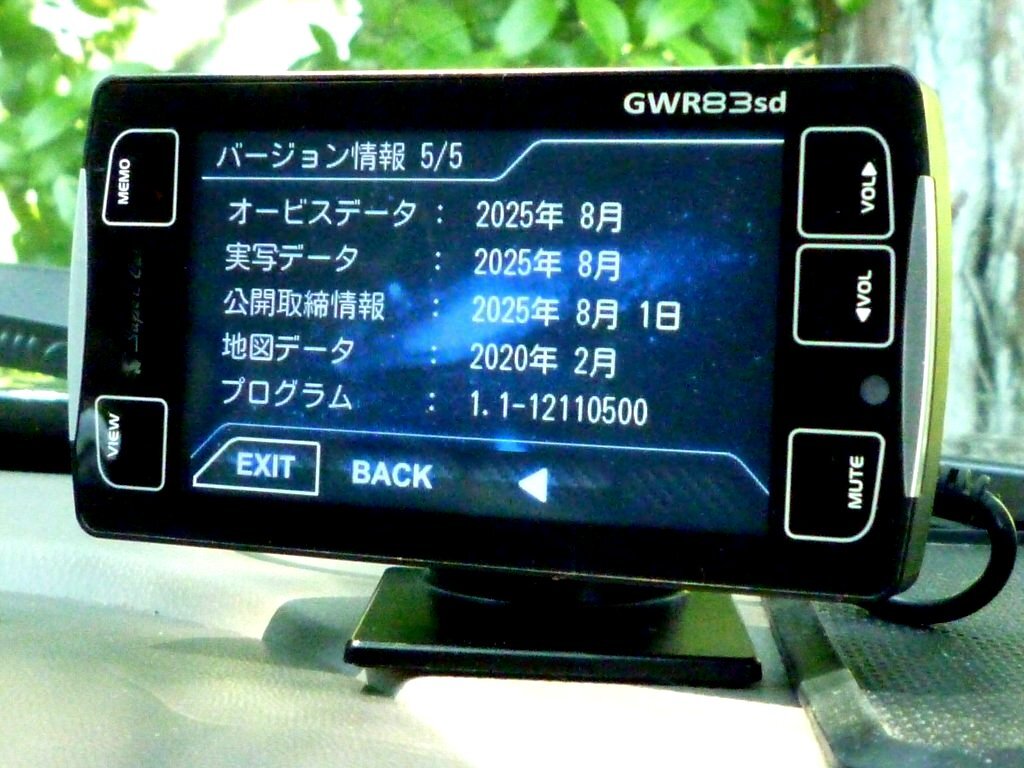 GWR83sd
MEMO
バージョン情報 5/5
VOL▶
オービスデータ : 2025年 8月
実写データ : 2025年 8月
◀VOL
公開取締情報 : 2025年 8月 1日
地図データ : 2020年 2月
プログラム : 1.1-12110500
VIEW
EXIT BACK ◀
MUTE